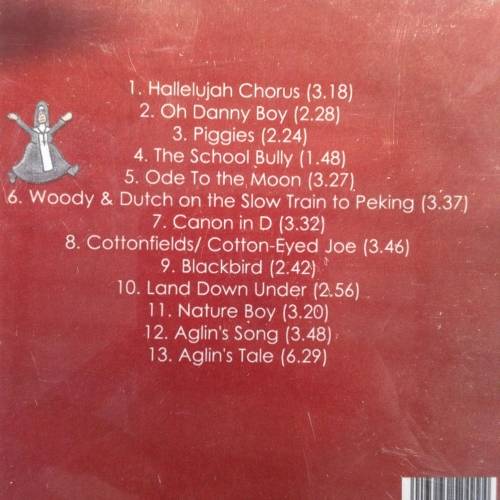 1. Hallelujah Chorus (3.18)
2. Oh Danny Boy (2.28)
3. Piggies (2.24)
4. The School Bully (1.48)
5. Ode To the Moon (3.27)
6. Woody & Dutch on the Slow Train to Peking (3.37)
7. Canon in D (3.32)
8. Cottonfields/ Cotton-Eyed Joe (3.46)
9. Blackbird (2.42)
10. Land Down Under (2.56)
11. Nature Boy (3.20)
12. Aglin's Song (3.48)
13. Aglin's Tale (6.29)